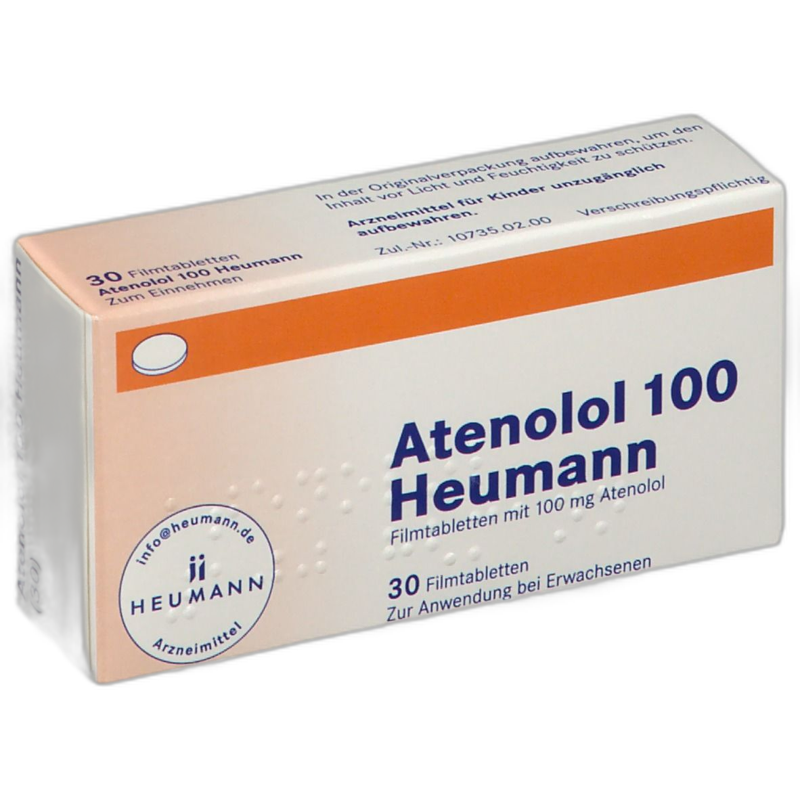 In der Originalverpackung aufbewahren, um den
Inhalt vor Licht und Feuchtigkeit zu schützen.
Arzneimittel für Kinder unzugänglich
aufbewahren.
Zul.-Nr.: 10735.02.00
Verschreibungspflichtig
30 Filmtabletten
Atenolol 100 Heumann
Zum Einnehmen
Atenolol 100
Heumann
Filmtabletten mit 100 mg Atenolol
30 Filmtabletten
Zur Anwendung bei Erwachsenen
info@heumann.de
HEUMANN
Arzneimittel